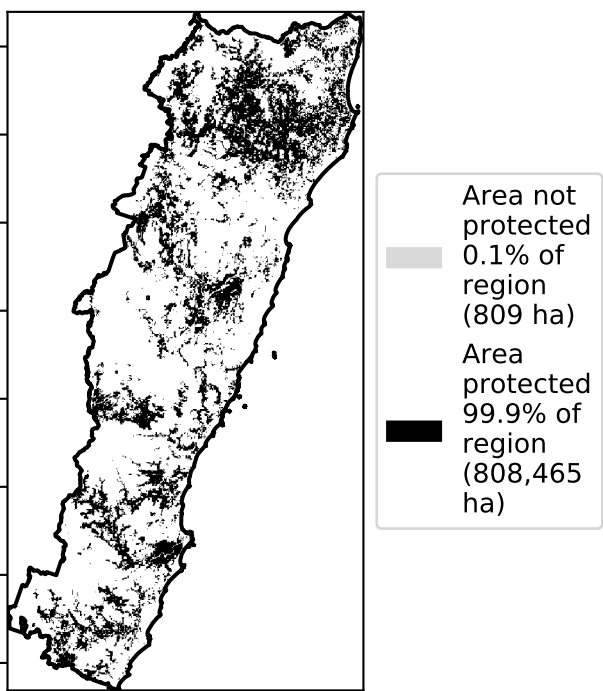 Area not
protected
0.1% of
region
(809 ha)
Area
protected
99.9% of
region
(808,465
ha)